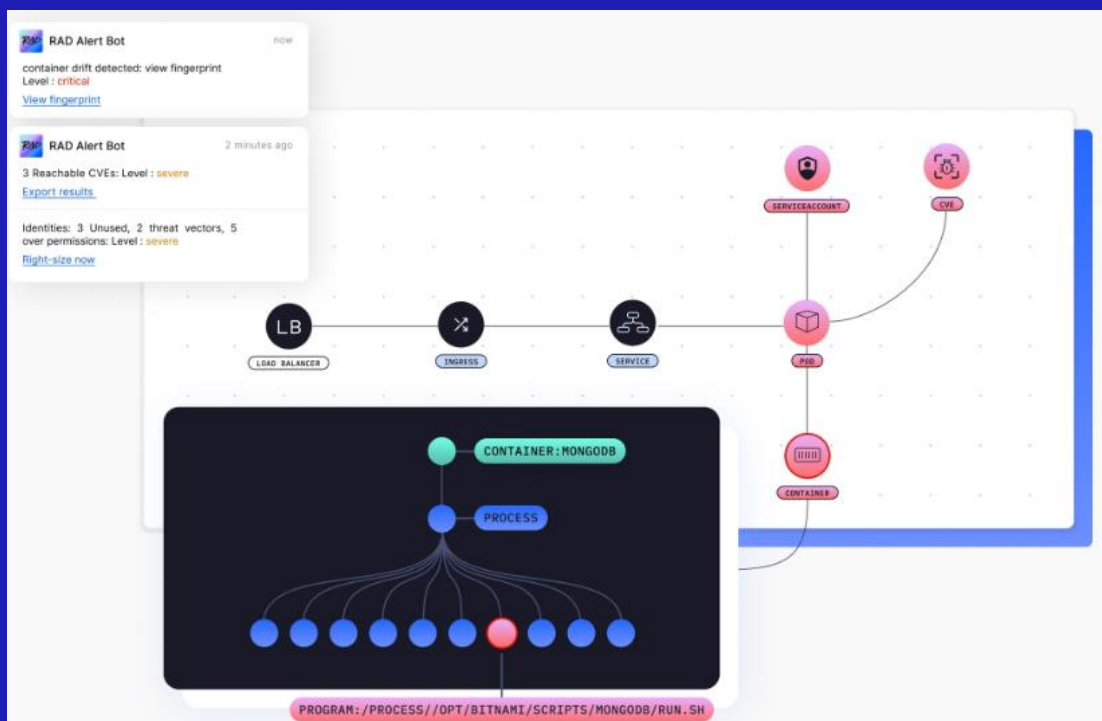 RAD RAD Alert Bot now
container drift detected: view fingerprint
Level : critical
View fingerprint
RAD RAD Alert Bot 2 minutes ago
3 Reachable CVEs: Level : severe
Export results
Identities: 3 Unused, 2 threat vectors, 5
over permissions: Level : severe
Right-size now
SERVICEACCOUNT
CVE
LB
LOAD BALANCER
INGRESS
SERVICE
POD
CONTAINER
CONTAINER:MONGODB
PROCESS
PROGRAM:/PROCESS//OPT/BITNAMI/SCRIPTS/MONGODB/RUN.SH